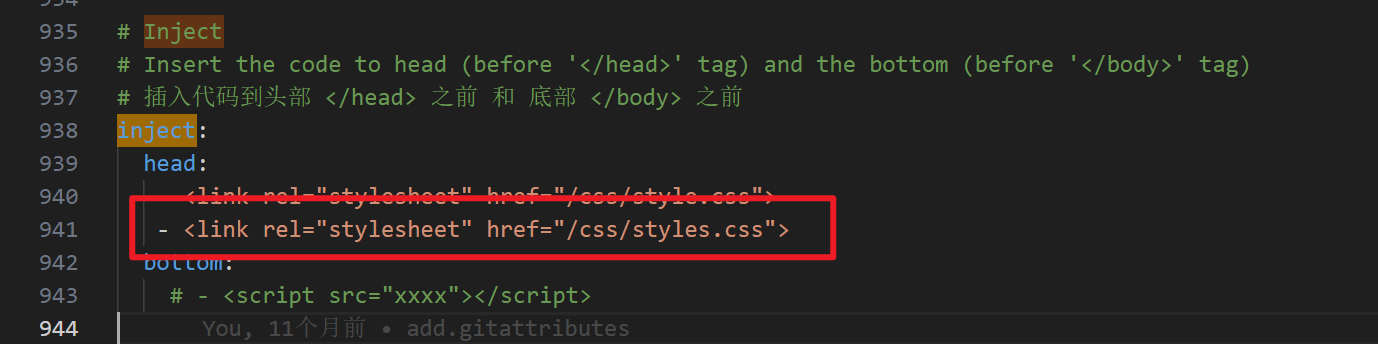 934
935 # Inject
936 # Insert the code to head (before '</head>' tag) and the bottom (before '</body>' tag)
937 # 插入代码到头部 </head> 之前 和 底部 </body> 之前
938 inject:
939 head:
940 - <link rel="stylesheet" href="/css/style.css">
941 - <link rel="stylesheet" href="/css/styles.css">
942 bottom:
943 # - <script src="xxxx"></script>
944 You, 11个月前 • add.gitattributes